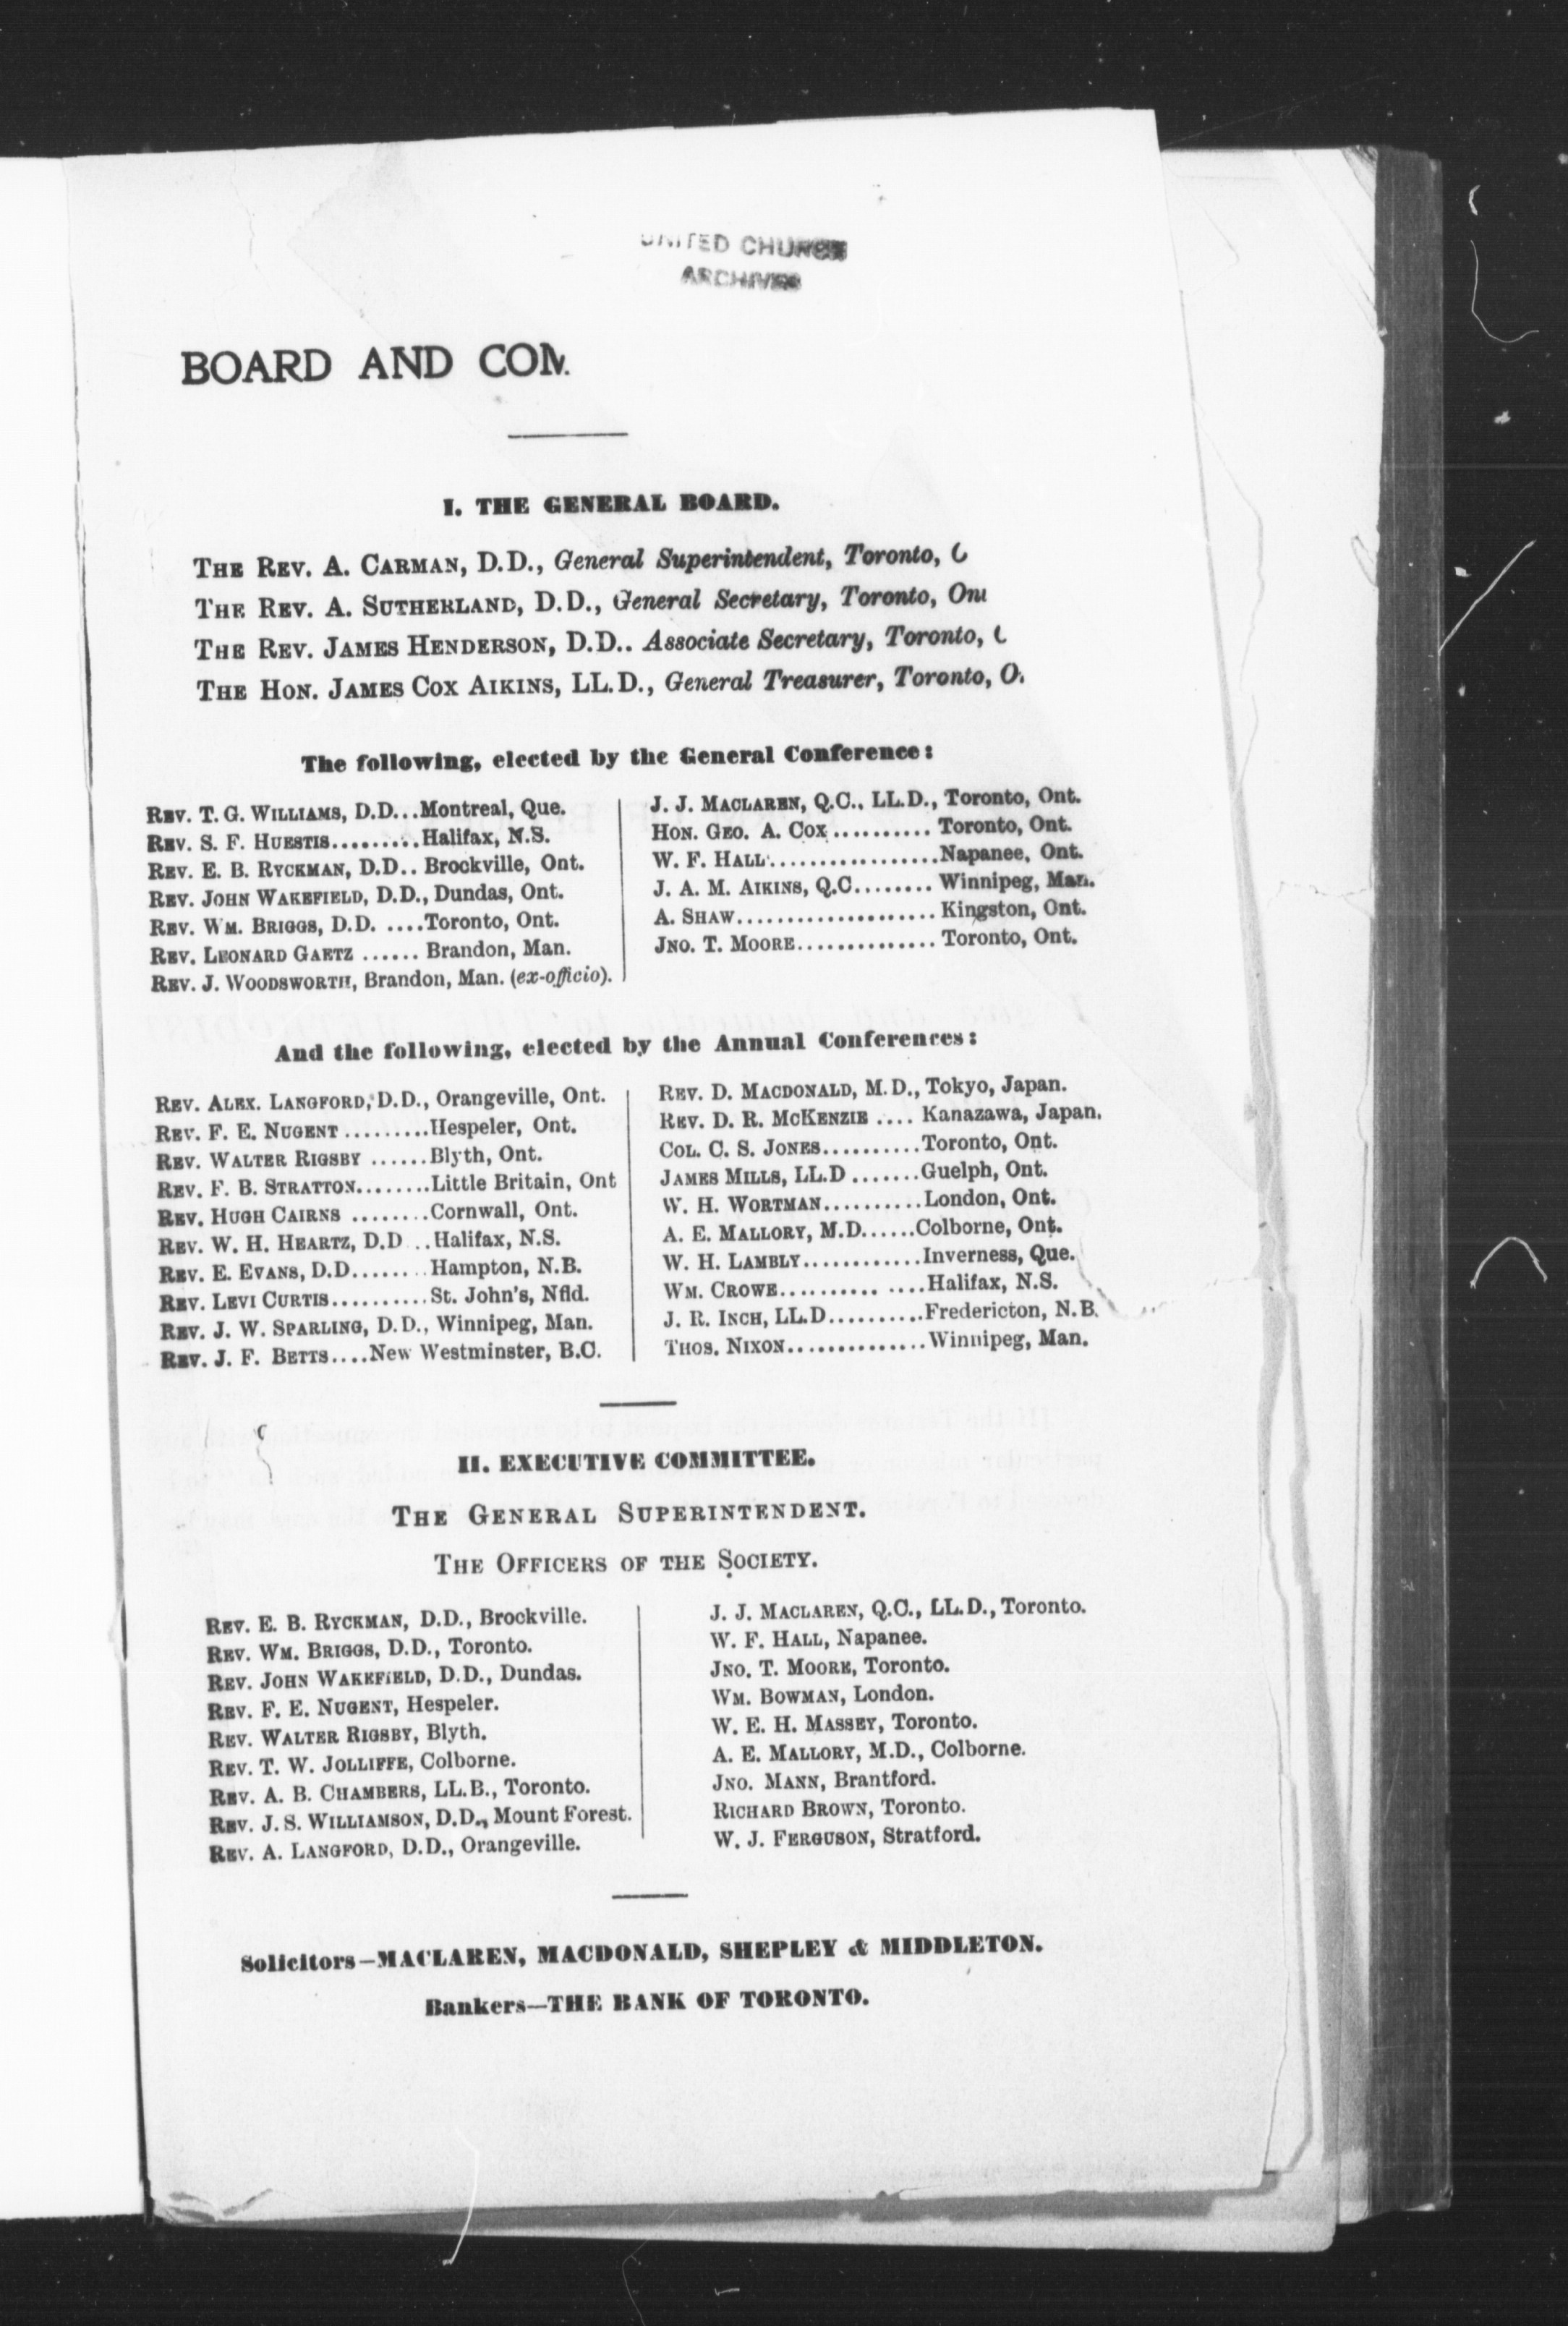 UNITED CHURCH
ARCHIVES
BOARD AND COM
I. THE GENERAL BOARD.
THE REV. A. CARMAN, D.D., General Superintendent, Toronto,
THE REV. A. SUTHERLAND, D.D., General Secretary, Toronto, Ont
THE REV. JAMES HENDERSON, D.D.. Associate Secretary, Toronto,
THE HON. JAMES COX AIKINS, LL.D., General Treasurer, Toronto, O
The following, elected by the General Conference:
REV. T. G. WILLIAMS, D.D...Montreal, Que.
REV. S. F. HUESTIS.........Halifax, N.S.
REV. E. B. RYCKMAN, D.D.. Brockville, Ont.
REV. JOHN WAKEFIELD, D.D., Dundas, Ont.
REV. WM. BRIGGS, D.D. ....Toronto, Ont.
REV. LEONARD GAETZ ...... Brandon, Man.
REV. J. WOODSWORTH, Brandon, Man. (ex-officio).
J. J. MACLAREN, Q.C., LL.D., Toronto, Ont.
HON. GEO. A. COX .......... Toronto, Ont.
W. F. HALL.................Napanee, Ont.
J. A. M. AIKINS, Q.C........ Winnipeg, Man.
A. SHAW.................... Kingston, Ont.
JNO. T. MOORE.............. Toronto, Ont.
And the following, elected by the Annual Conferences:
REV. ALEX. LANGFORD, D.D., Orangeville, Ont.
REV. F. E. NUGENT .........Hespeler, Ont.
REV. WALTER RIGSBY ......Blyth, Ont.
REV. F. B. STRATTON........Little Britain, Ont
REV. HUGH CAIRNS ........Cornwall, Ont.
REV. W. H. HEARTZ, D.D ..Halifax, N.S.
REV. E. EVANS, D.D........Hampton, N.B.
REV. LEVI CURTIS..........St. John's, Nfld.
REV. J. W. SPARLING, D.D., Winnipeg, Man.
REV. J. F. BETTS....New Westminster, B.C.
REV. D. MACDONALD, M.D., Tokyo, Japan.
REV. D. R. MCKENZIE .... Kanazawa, Japan.
COL. C. S. JONES..........Toronto, Ont.
JAMES MILLS, LL.D .......Guelph, Ont.
W. H. WORTMAN..........London, Ont.
A. E. MALLORY, M.D......Colborne, Ont.
W. H. LAMBLY............Inverness, Que.
WM. CROWE.......... ....Halifax, N.S.
J. R. INCH, LL.D..........Fredericton, N.B.
THOS. NIXON..............Winnipeg, Man.
II. EXECUTIVE COMMITTEE.
THE GENERAL SUPERINTENDENT.
THE OFFICERS OF THE SOCIETY.
REV. E. B. RYCKMAN, D.D., Brockville.
REV. WM. BRIGGS, D.D., Toronto.
REV. JOHN WAKEFIELD, D.D., Dundas.
REV. F. E. NUGENT, Hespeler.
REV. WALTER RIGSBY, Blyth.
REV. T. W. JOLLIFFE, Colborne.
REV. A. B. CHAMBERS, LL.B., Toronto.
REV. J. S. WILLIAMSON, D.D., Mount Forest.
REV. A. LANGFORD, D.D., Orangeville.
J. J. MACLAREN, Q.C., LL.D., Toronto.
W. F. HALL, Napanee.
JNO. T. MOORE, Toronto.
WM. BOWMAN, London.
W. E. H. MASSEY, Toronto.
A. E. MALLORY, M.D., Colborne.
JNO. MANN, Brantford.
RICHARD BROWN, Toronto.
W. J. FERGUSON, Stratford.
Solicitors—MACLAREN, MACDONALD, SHEPLEY & MIDDLETON.
Bankers—THE BANK OF TORONTO.